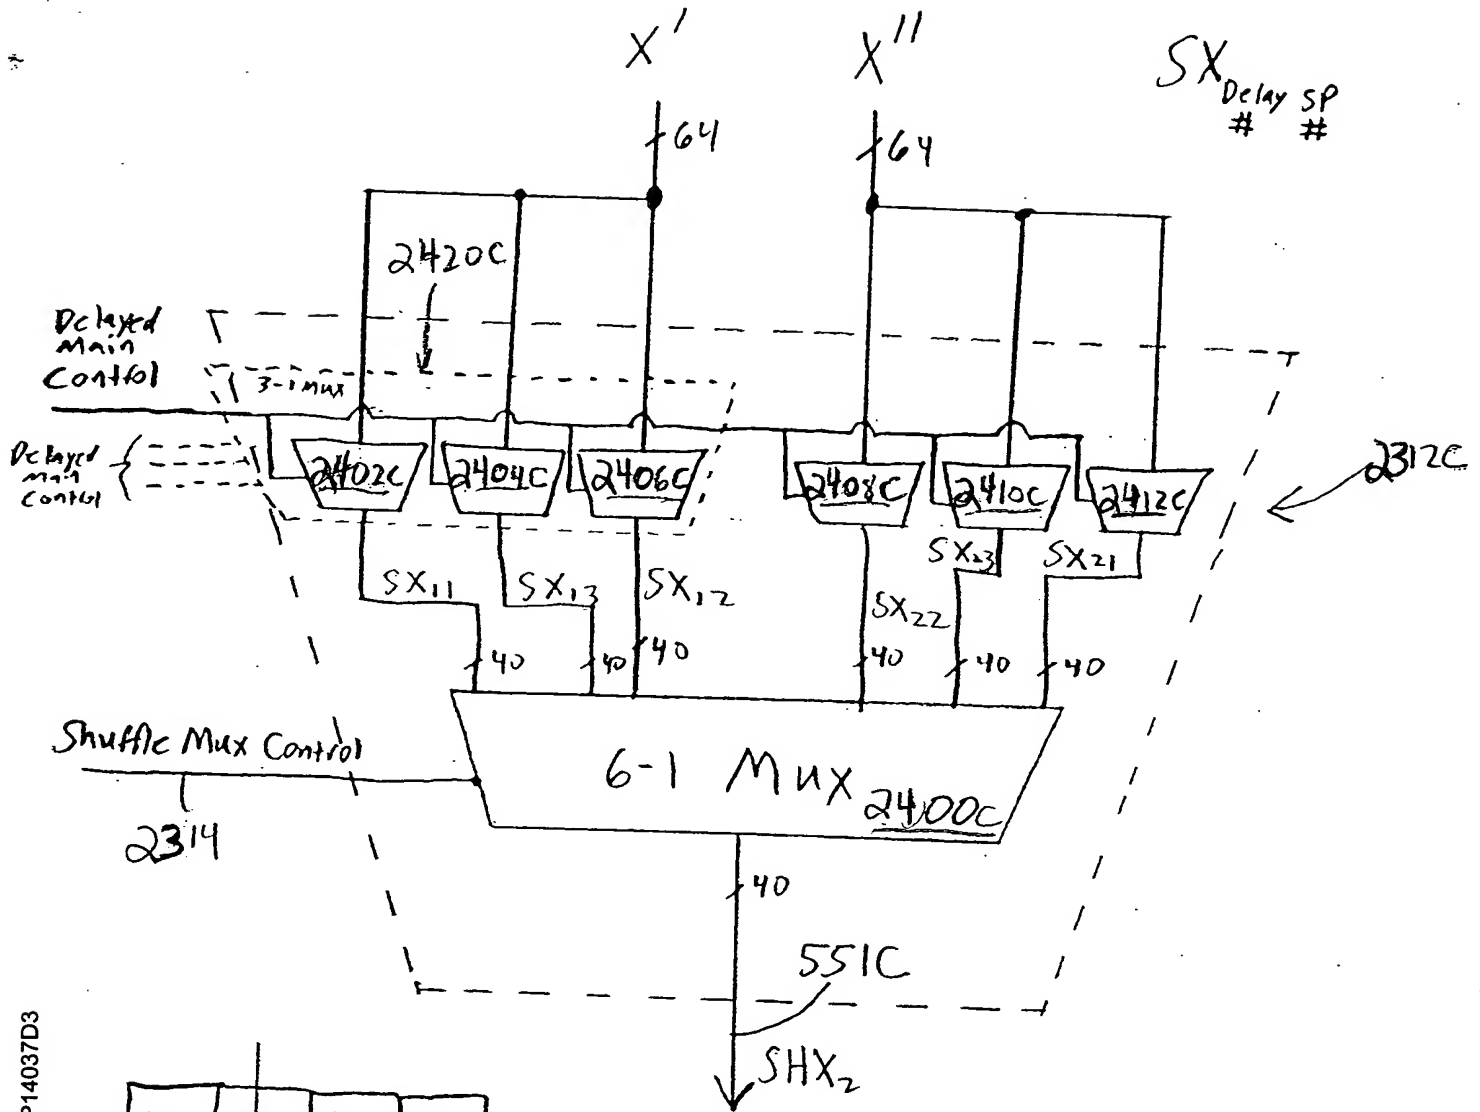 X' X''
SX Delay # SP #
64 64
2420C
Delayed Main Control
3-1 Mux
Delayed Main Control
2402C 2404C 2406C 2408C 2410C 2412C
2312C
SX11 SX13 SX12 SX22 SX23 SX21
40 40 40 40 40 40
Shuffle Mux Control
2314
6-1 Mux 2400C
40
551C
SHX2
P14037D3